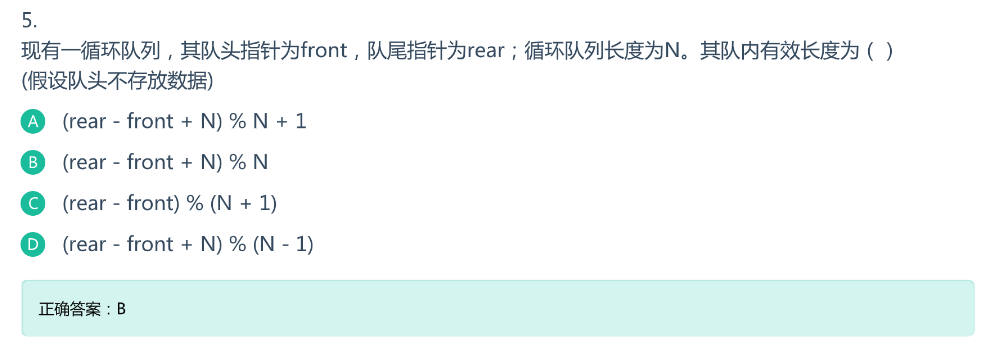 5.
现有一循环队列，其队头指针为front，队尾指针为rear；循环队列长度为N。其队内有效长度为（ ）
(假设队头不存放数据)
A (rear - front + N) % N + 1
B (rear - front + N) % N
C (rear - front) % (N + 1)
D (rear - front + N) % (N - 1)
正确答案：B